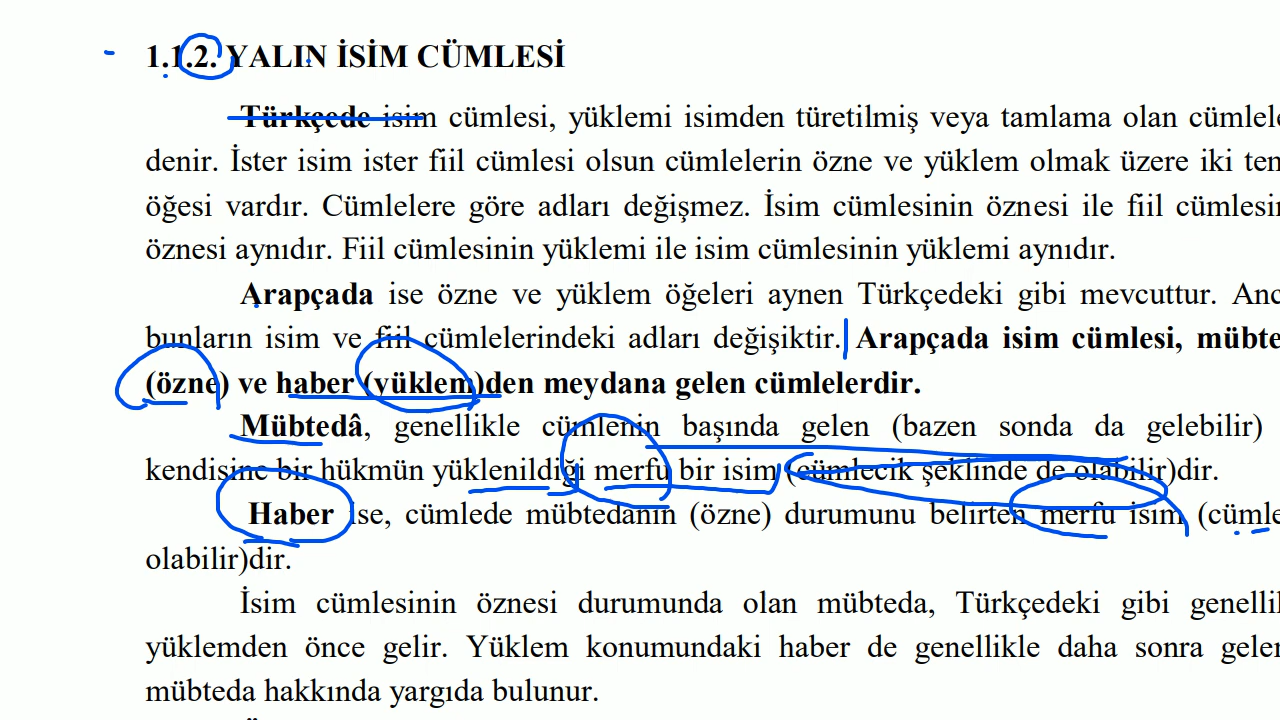 1.1.2. YALIN İSİM CÜMLESİ
Türkçede isim cümlesi, yüklemi isimden türetilmiş veya tamlama olan cümlele
denir. İster isim ister fiil cümlesi olsun cümlelerin özne ve yüklem olmak üzere iki tem
öğesi vardır. Cümlelere göre adları değişmez. İsim cümlesinin öznesi ile fiil cümlesin
öznesi aynıdır. Fiil cümlesinin yüklemi ile isim cümlesinin yüklemi aynıdır.
Arapçada ise özne ve yüklem öğeleri aynen Türkçedeki gibi mevcuttur. Anc
bunların isim ve fiil cümlelerindeki adları değişiktir. Arapçada isim cümlesi, mübte
(özne) ve haber (yüklem)den meydana gelen cümlelerdir.
Mübtedâ, genellikle cümlenin başında gelen (bazen sonda da gelebilir)
kendisine bir hükmün yüklenildiği merfu bir isim (cümlecik şeklinde de olabilir)dir.
Haber ise, cümlede mübtedanın (özne) durumunu belirten merfu isim (cümle
olabilir)dir.
İsim cümlesinin öznesi durumunda olan mübteda, Türkçedeki gibi genellik
yüklemden önce gelir. Yüklem konumundaki haber de genellikle daha sonra geler
mübteda hakkında yargıda bulunur.